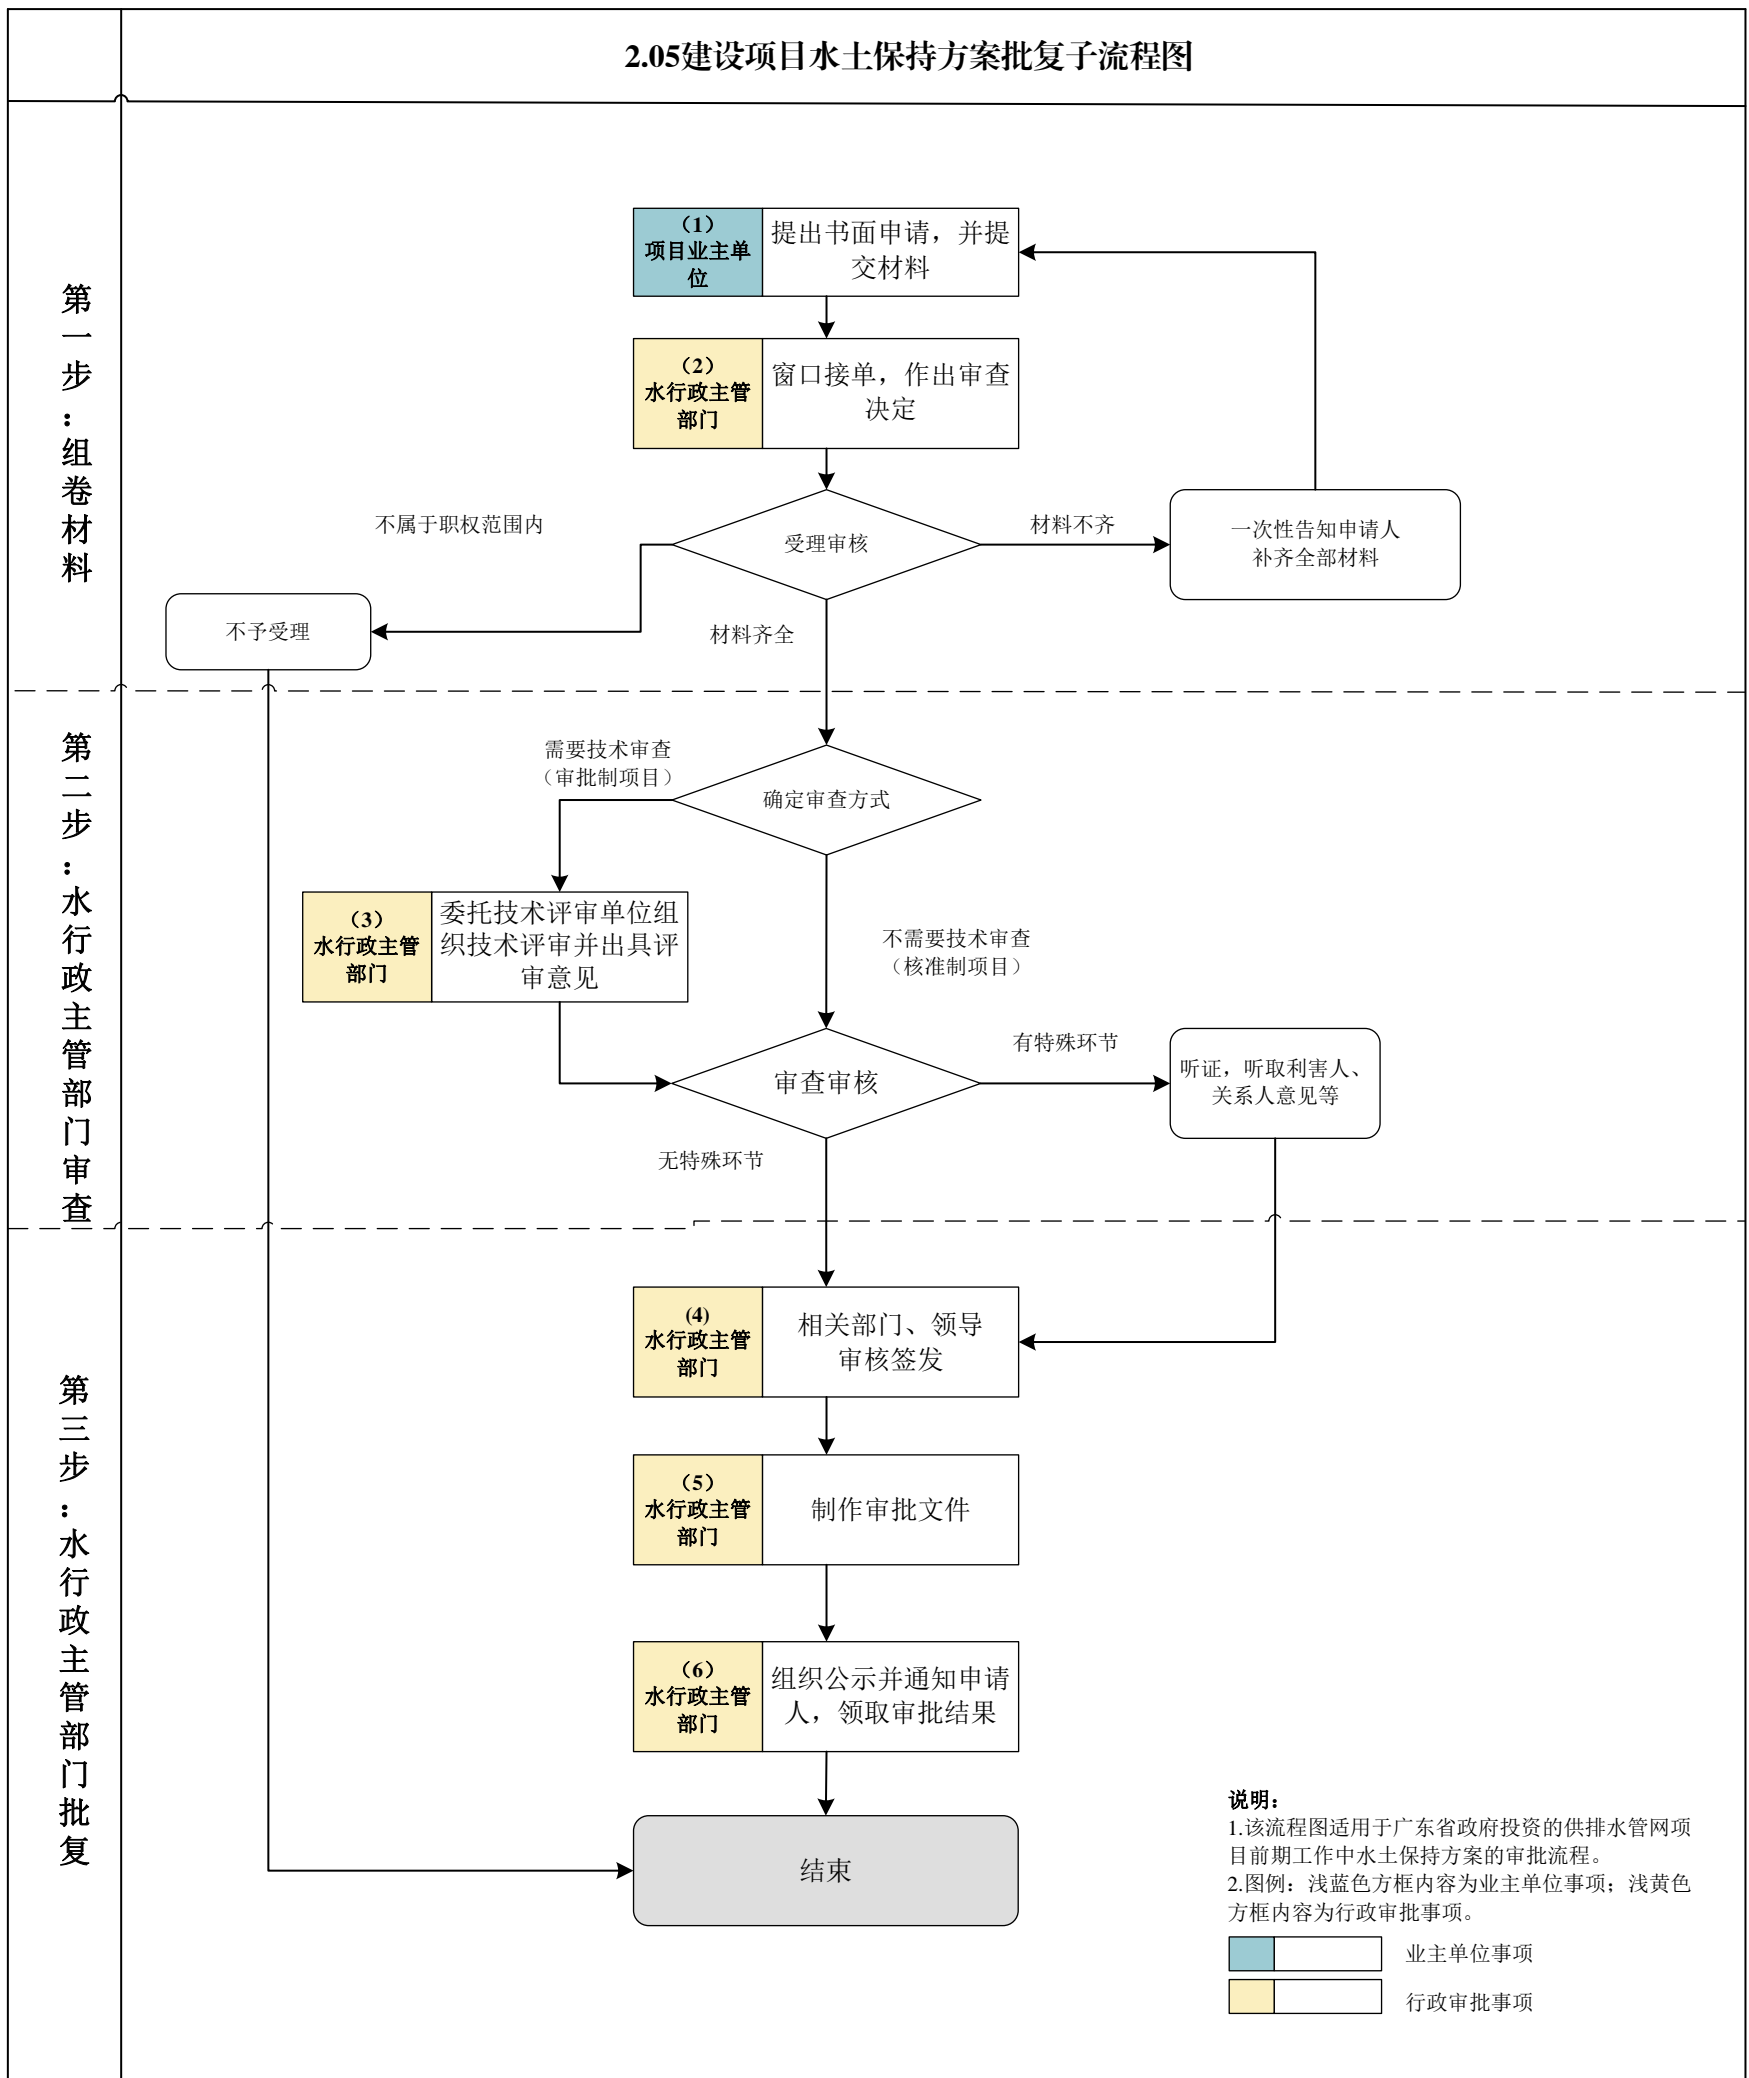 2.05建设项目水土保持方案批复子流程图
第一步：组卷材料
（1）
项目业主单
位
提出书面申请，并提
交材料
（2）
水行政主管
部门
窗口接单，作出审查
决定
不属于职权范围内
受理审核
材料不齐
一次性告知申请人
补齐全部材料
不予受理
材料齐全
第二步：水行政主管部门审查
需要技术审查
（审批制项目）
确定审查方式
（3）
水行政主管
部门
委托技术评审单位组
织技术评审并出具评
审意见
不需要技术审查
（核准制项目）
审查审核
有特殊环节
听证，听取利害人、
关系人意见等
无特殊环节
第三步：水行政主管部门批复
(4)
水行政主管
部门
相关部门、领导
审核签发
（5）
水行政主管
部门
制作审批文件
（6）
水行政主管
部门
组织公示并通知申请
人，领取审批结果
结束
说明：
1.该流程图适用于广东省政府投资的供排水管网项
目前期工作中水土保持方案的审批流程。
2.图例：浅蓝色方框内容为业主单位事项；浅黄色
方框内容为行政审批事项。
业主单位事项
行政审批事项